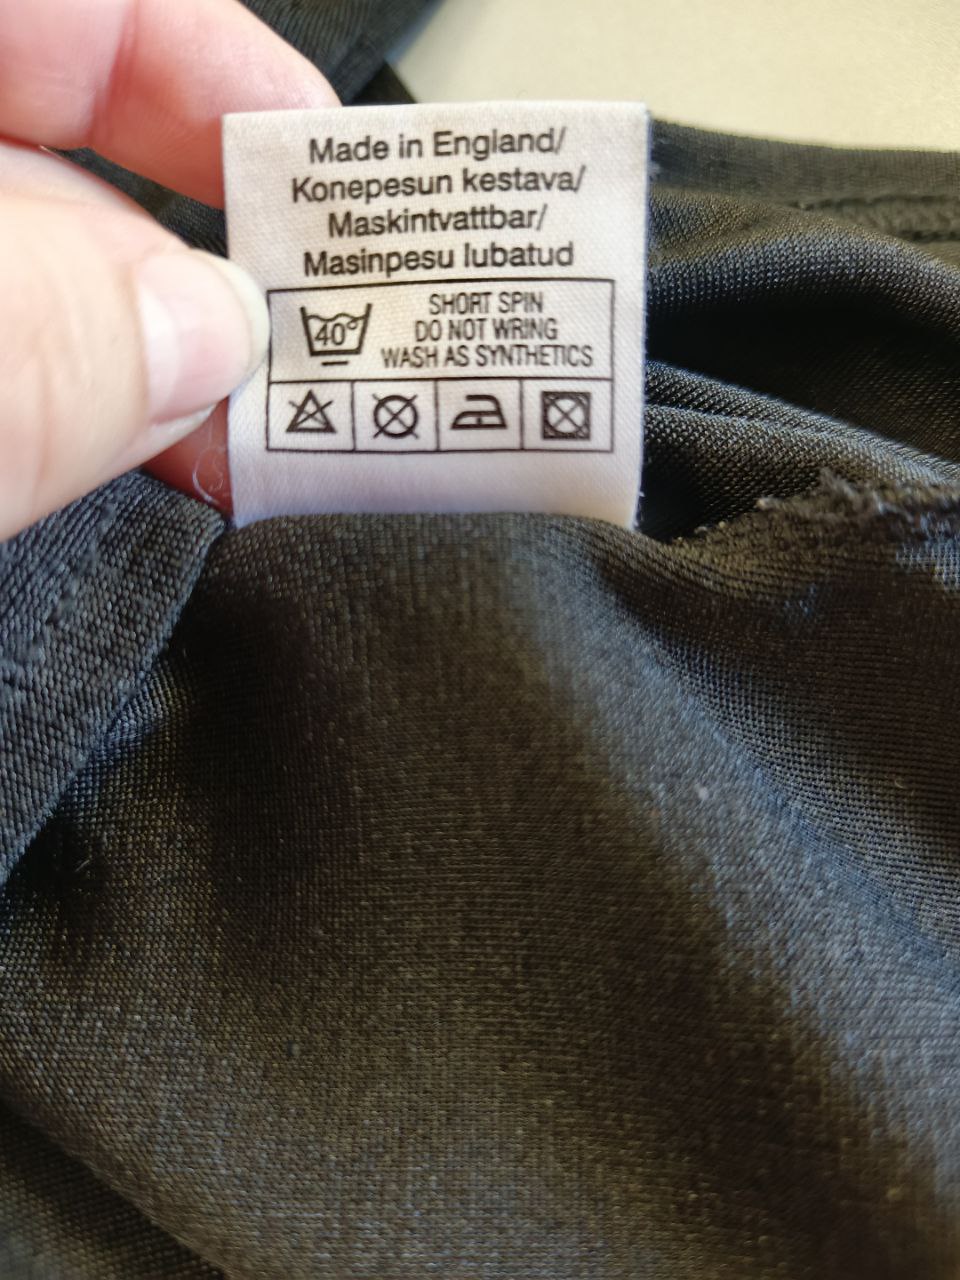 Made in England/
Konepesun kestava/
Maskintvattbar/
Masinpesu lubatud
40°
SHORT SPIN
DO NOT WRING
WASH AS SYNTHETICS